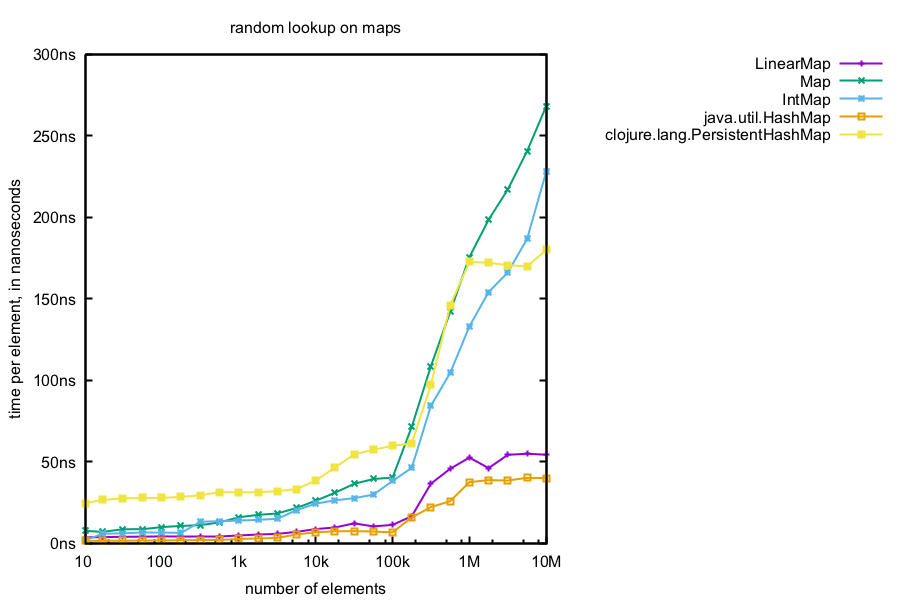 random lookup on maps
300ns
250ns
200ns
150ns
100ns
50ns
0ns
time per element, in nanoseconds
10
100
1k
10k
100k
1M
10M
number of elements
LinearMap
Map
IntMap
java.util.HashMap
clojure.lang.PersistentHashMap